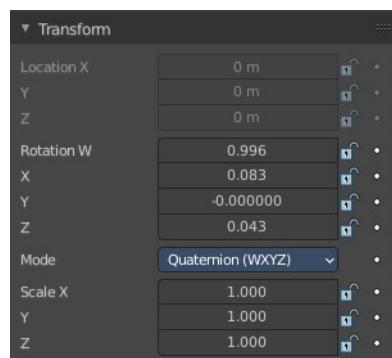 Transform
Location X 0 m
Y 0 m
Z 0 m
Rotation W 0.996
X 0.083
Y -0.000000
Z 0.043
Mode Quaternion (WXYZ)
Scale X 1.000
Y 1.000
Z 1.000